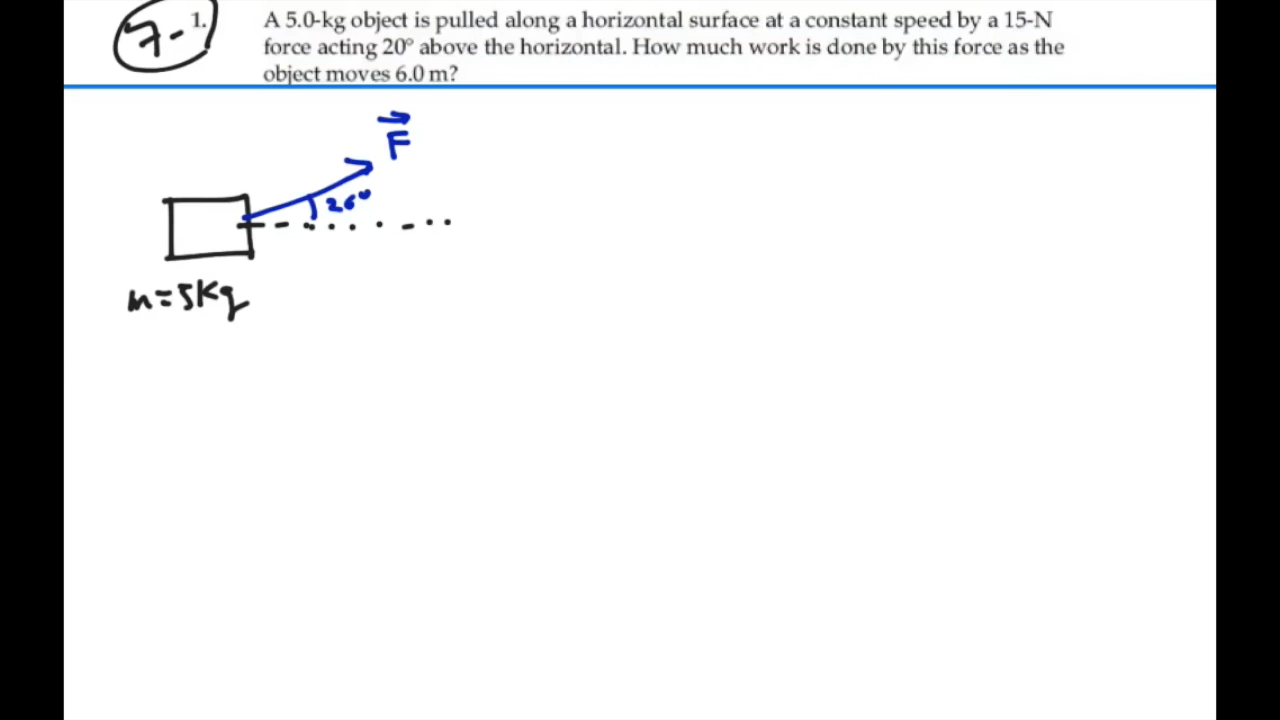 7-1. A 5.0-kg object is pulled along a horizontal surface at a constant speed by a 15-N
force acting 20° above the horizontal. How much work is done by this force as the
object moves 6.0 m?
F
20°
m=5Kg